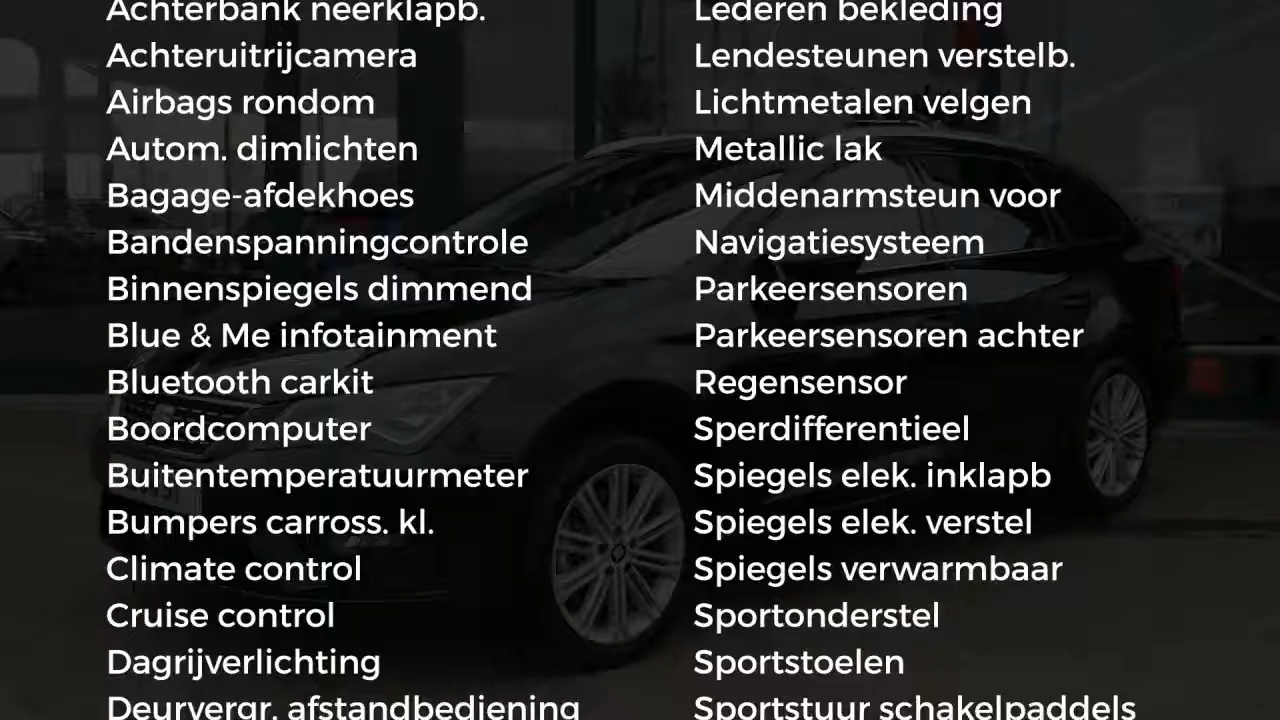 Achterbank neerklapb.
Achteruitrijcamera
Airbags rondom
Autom. dimlichten
Bagage-afdekhoes
Bandenspanningcontrole
Binnenspiegels dimmend
Blue & Me infotainment
Bluetooth carkit
Boordcomputer
Buitentemperatuurmeter
Bumpers carross. kl.
Climate control
Cruise control
Dagrijverlichting
Deurvergr. afstandbediening
Lederen bekleding
Lendesteunen verstelb.
Lichtmetalen velgen
Metallic lak
Middenarmsteun voor
Navigatiesysteem
Parkeersensoren
Parkeersensoren achter
Regensensor
Sperdifferentieel
Spiegels elek. inklapb
Spiegels elek. verstel
Spiegels verwarmbaar
Sportonderstel
Sportstoelen
Sportstuur schakelpaddels